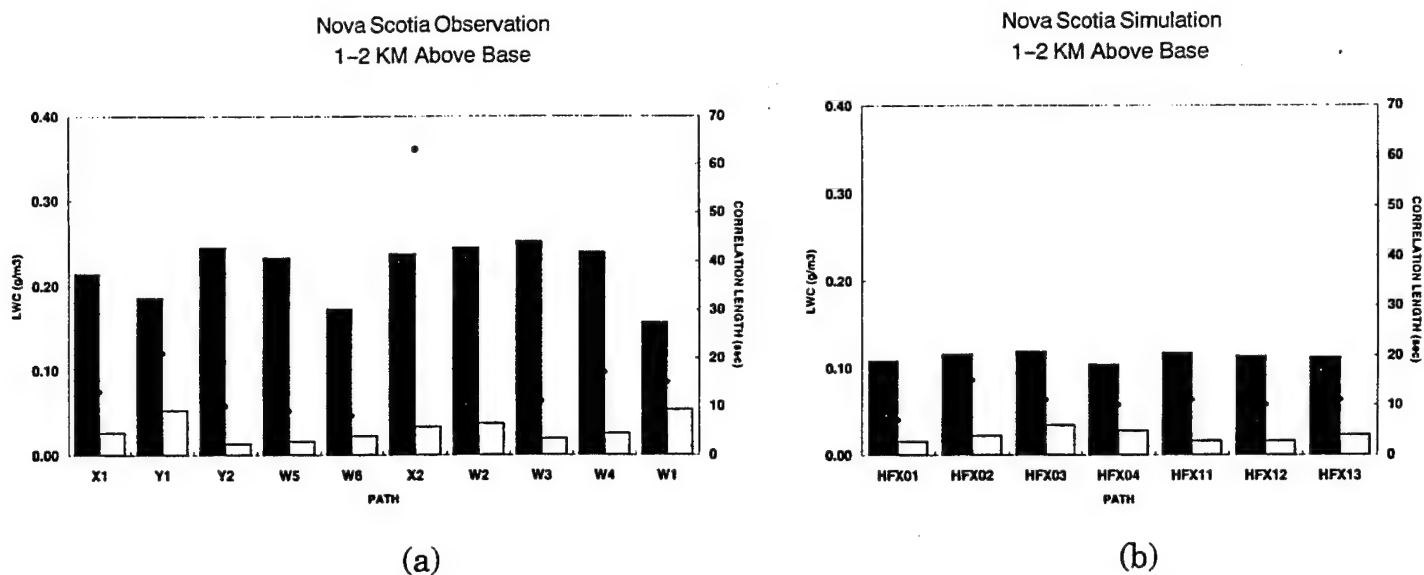 Nova Scotia Observation
1–2 KM Above Base
0.40
0.30
0.20
0.10
0.00
LWC (g/m3)
70
60
50
40
30
20
10
0
CORRELATION LENGTH (sec)
X1 Y1 Y2 W5 W6 X2 W2 W3 W4 W1
PATH
(a)
Nova Scotia Simulation
1–2 KM Above Base
0.40
0.30
0.20
0.10
0.00
LWC (g/m3)
70
60
50
40
30
20
10
0
CORRELATION LENGTH (sec)
HFX01 HFX02 HFX03 HFX04 HFX11 HFX12 HFX13
PATH
(b)